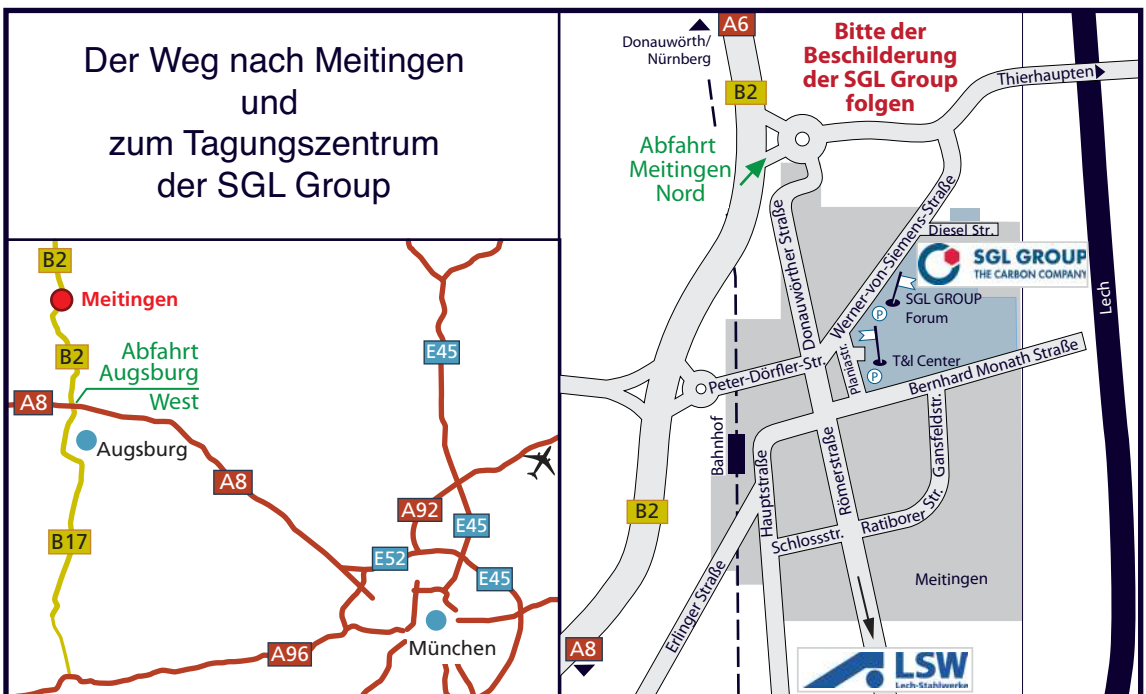 Der Weg nach Meitingen
und
zum Tagungszentrum
der SGL Group
B2
Meitingen
B2
Abfahrt
Augsburg
West
A8
Augsburg
A8
B17
E45
A92
E45
E52
E45
A96
München
A6
Donauwörth/
Nürnberg
B2
Bitte der
Beschilderung
der SGL Group
folgen
Thierhaupten
Abfahrt
Meitingen
Nord
Donauwörther Straße
Werner-von-Siemens-Straße
Diesel Str.
SGL GROUP
THE CARBON COMPANY
Lech
P
SGL GROUP
Forum
T&I Center
P
Planiastr.
Peter-Dörfler-Str.
Bernhard Monath Straße
Bahnhof
Hauptstraße
Römerstraße
Gansfeldstr.
B2
Schlossstr.
Ratiborer Str.
Erlinger Straße
Meitingen
A8
LSW
Lech-Stahlwerke